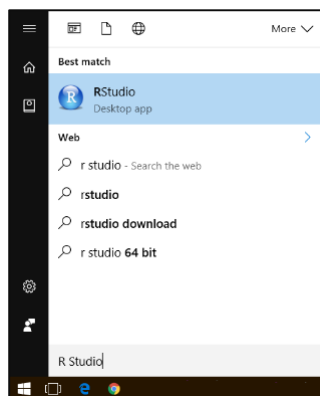 More
Best match
R
RStudio
Desktop app
Web
r studio - Search the web
rstudio
rstudio download
r studio 64 bit
R Studio